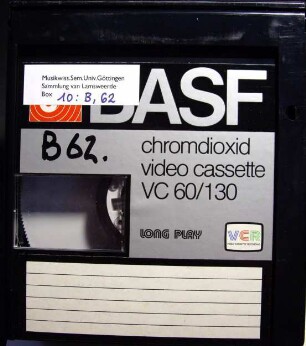 Musikwiss.Sem.Univ.Göttingen
Sammlung van Lamsweerde
Box 10: B, 62
BASF
B62.
chromdioxid
video cassette
VC 60/130
LONG PLAY
VCR